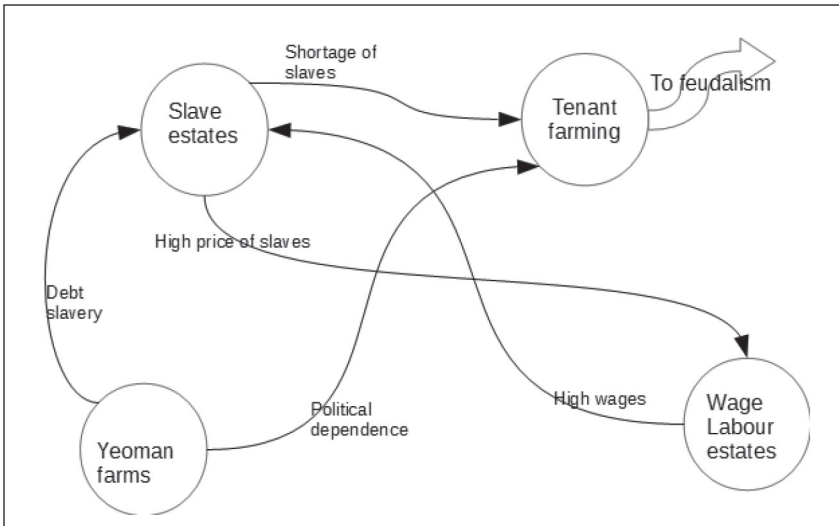 Shortage of
slaves
To feudalism
Slave
estates
Tenant
farming
High price of slaves
Debt
slavery
Political
dependence
High wages
Wage
Labour
estates
Yeoman
farms